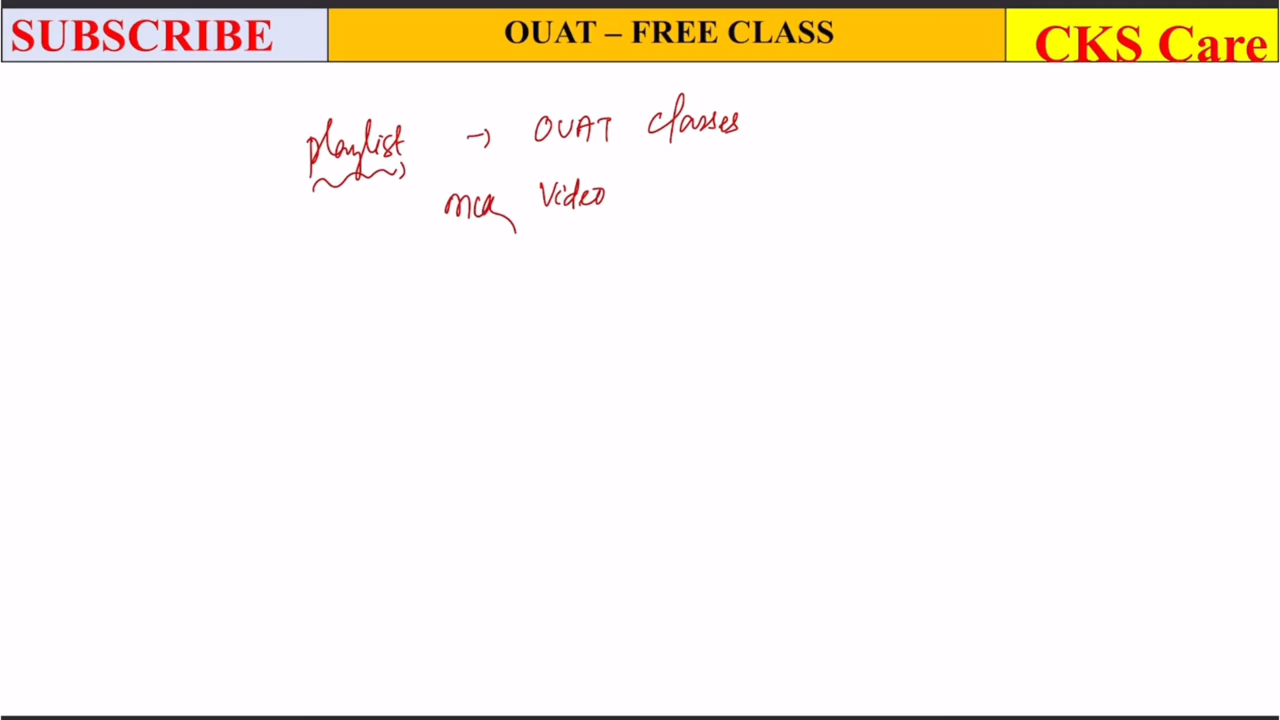 SUBSCRIBE
OUAT – FREE CLASS
CKS Care
playlist → OUAT classes
mcq Video